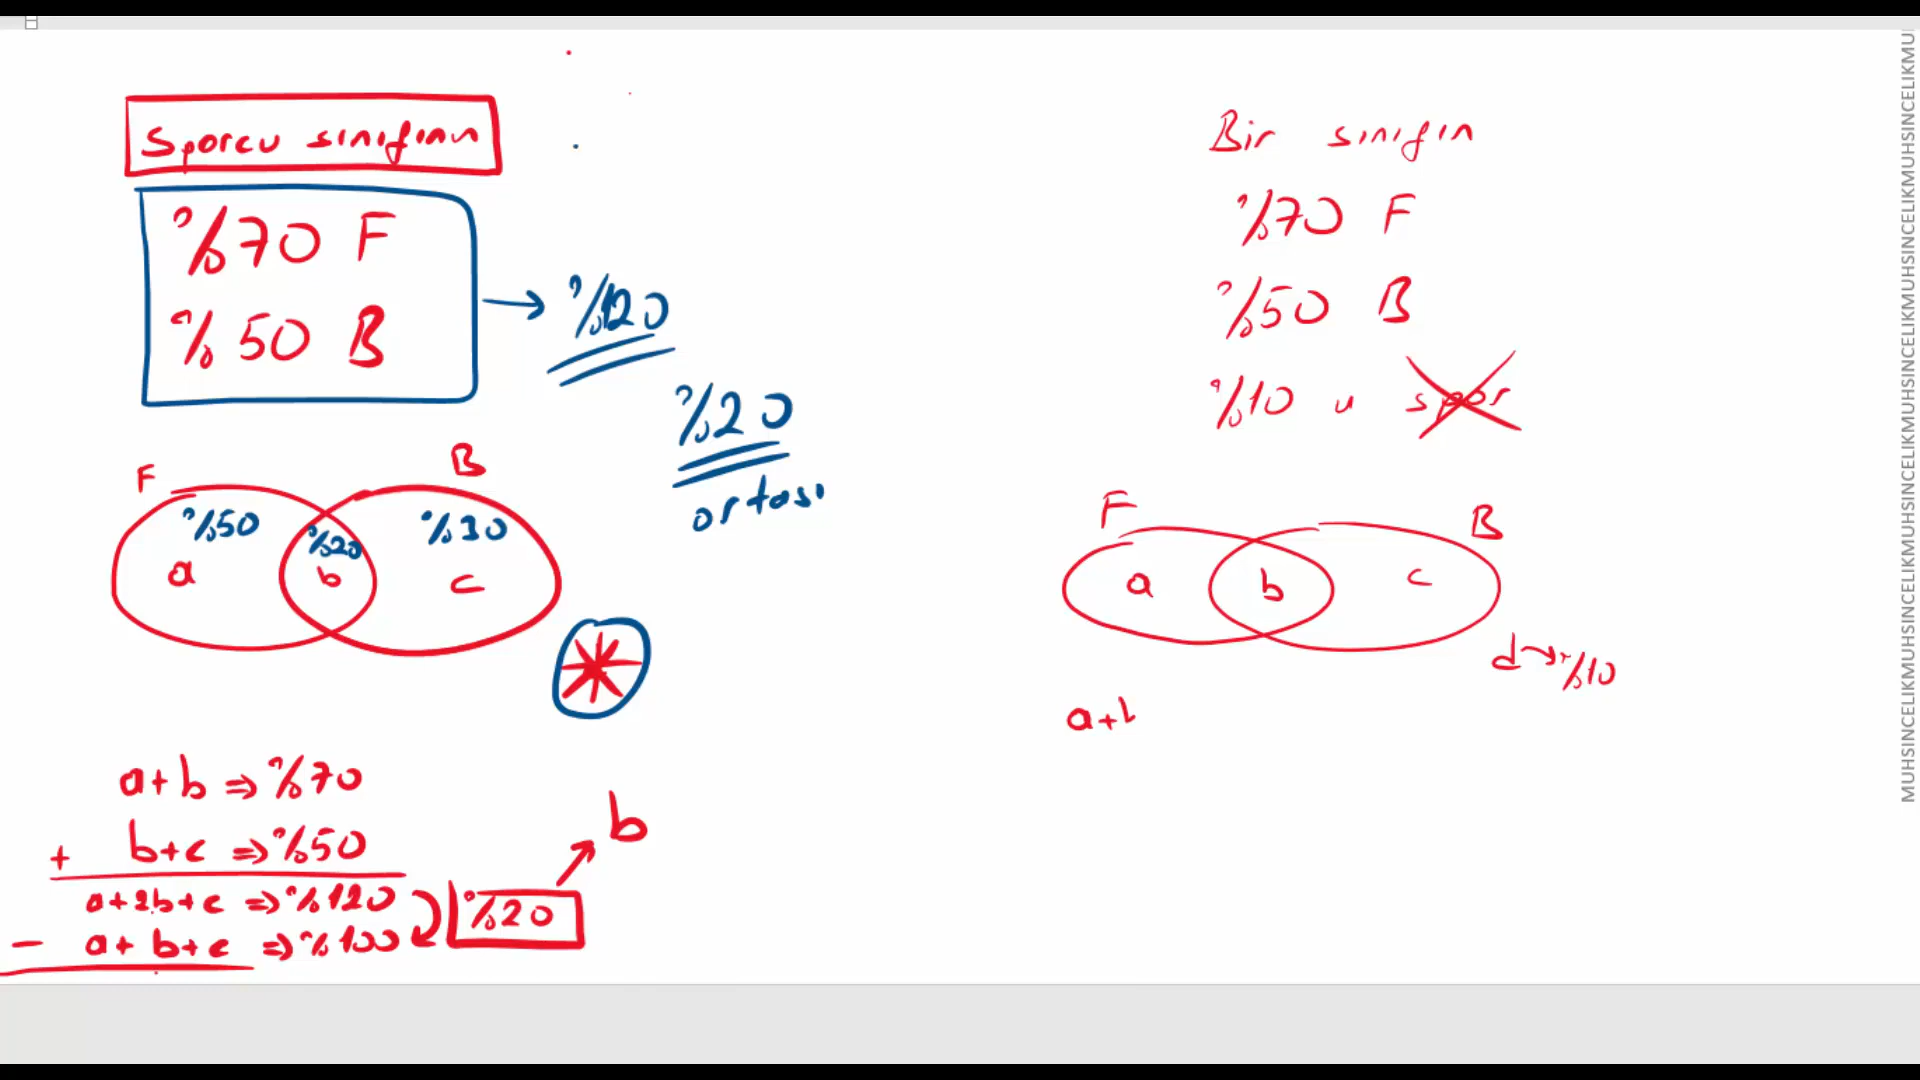 Sporcu sınıfının
%70 F
%50 B
%120
%20
ortası
F
B
%50
%20
%30
a
b
c
a+b ⇒ %70
+ b+c ⇒ %50
a+2b+c ⇒ %120
- a+b+c ⇒ %100
%20
b
Bir sınıfın
%70 F
%50 B
%10 u spor
F
B
a
b
c
d→%10
a+b
MUHSINCELIKMUHSINCELIKMUHSINCELIKMUHSINCELIKMUHSINCELIKMUHSINCELIKMU